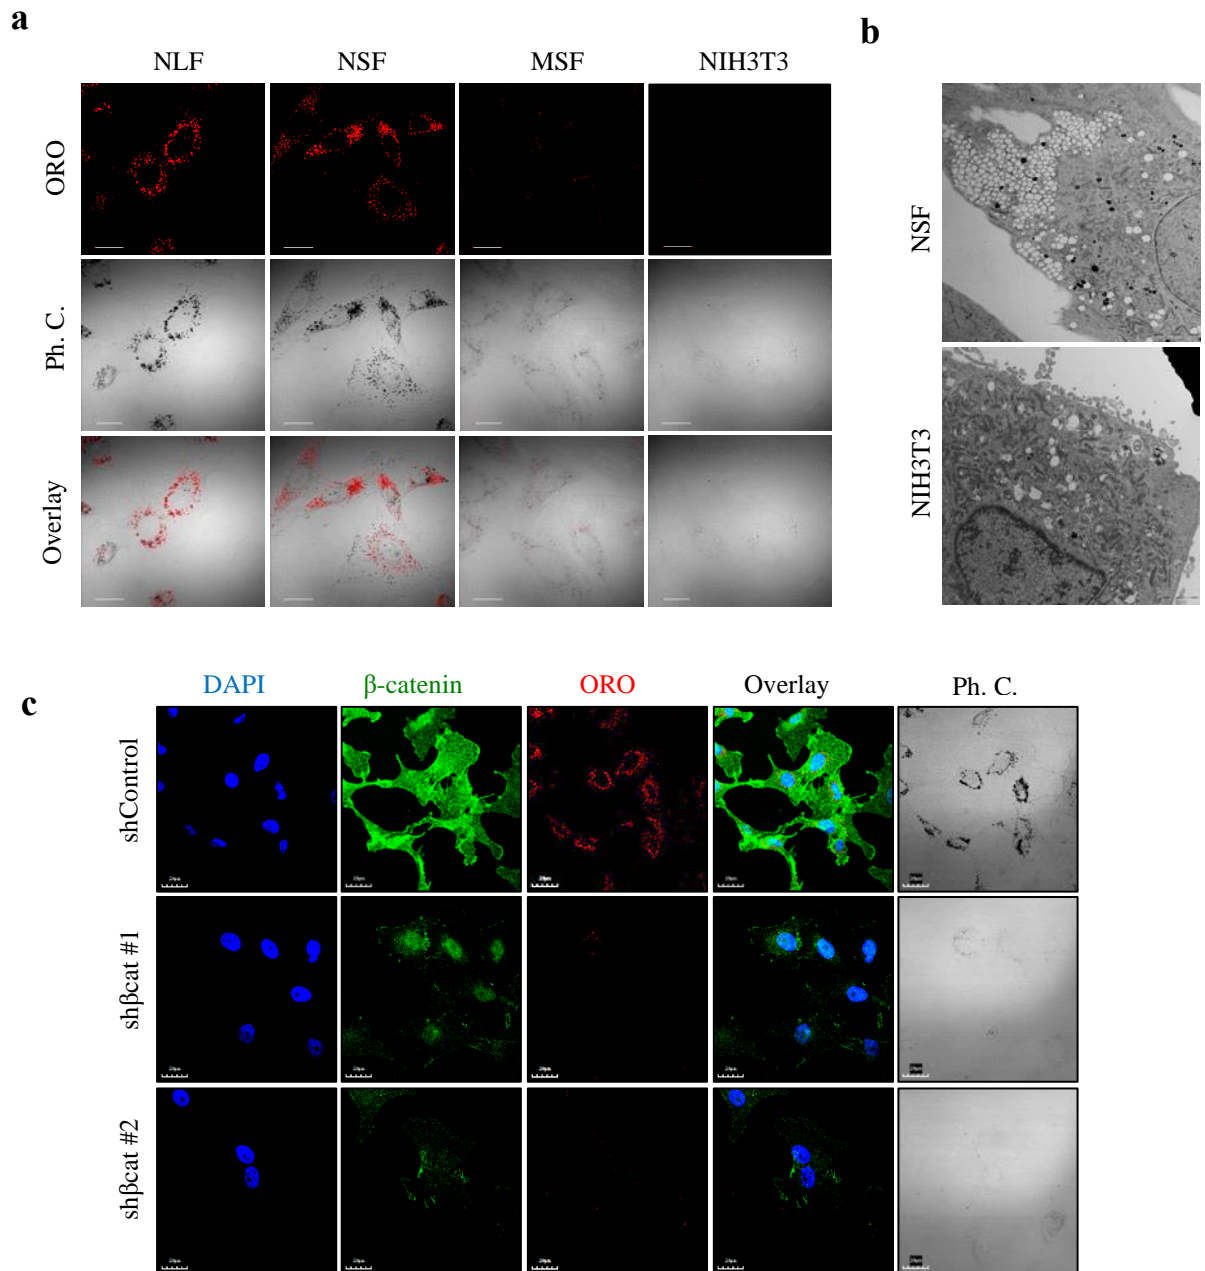 a
b
NLF NSF MSF NIH3T3
ORO
Ph. C.
Overlay
NSF
NIH3T3
c
DAPI β-catenin ORO Overlay Ph. C.
shControl
shβcat #1
shβcat #2